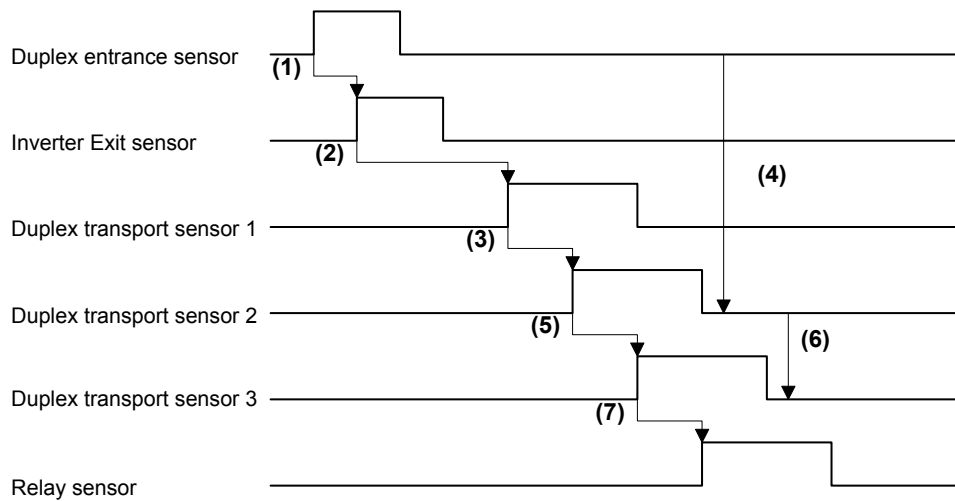 Duplex entrance sensor
(1)
Inverter Exit sensor
(2)
(4)
Duplex transport sensor 1
(3)
Duplex transport sensor 2
(5)
(6)
Duplex transport sensor 3
(7)
Relay sensor